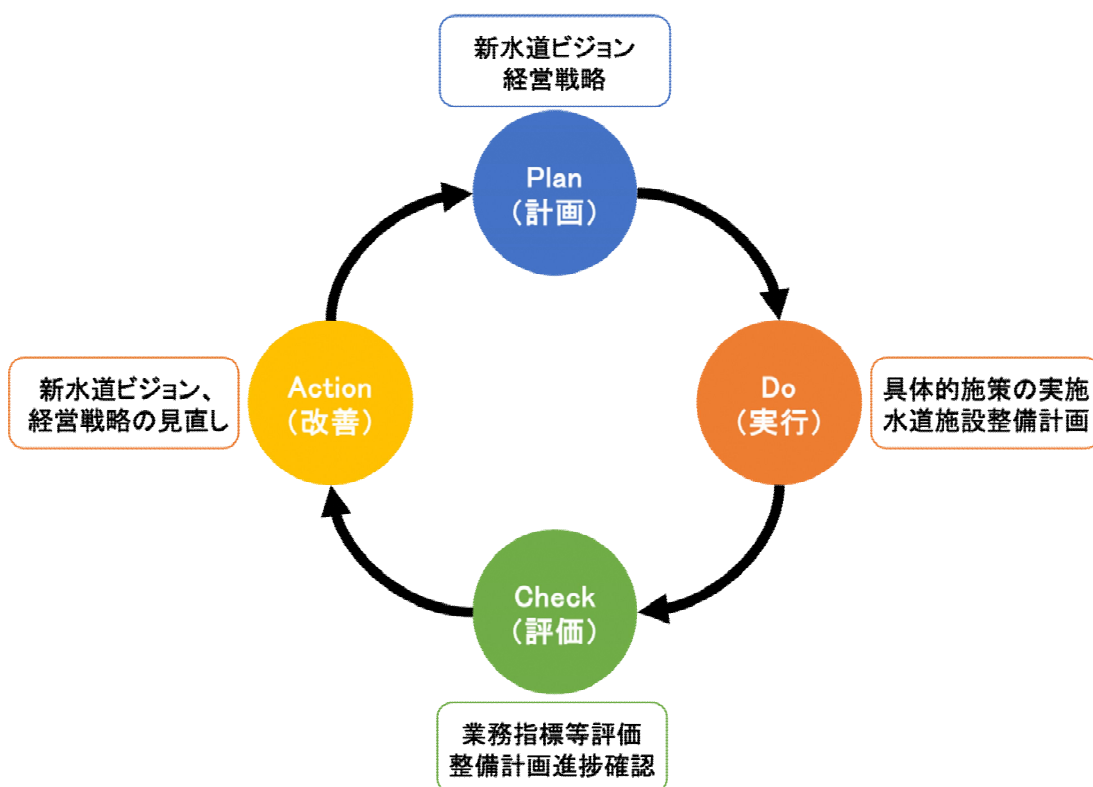 新水道ビジョン
経営戦略
Plan
（計画）
Do
（実行）
具体的施策の実施
水道施設整備計画
Check
（評価）
業務指標等評価
整備計画進捗確認
Action
（改善）
新水道ビジョン、
経営戦略の見直し